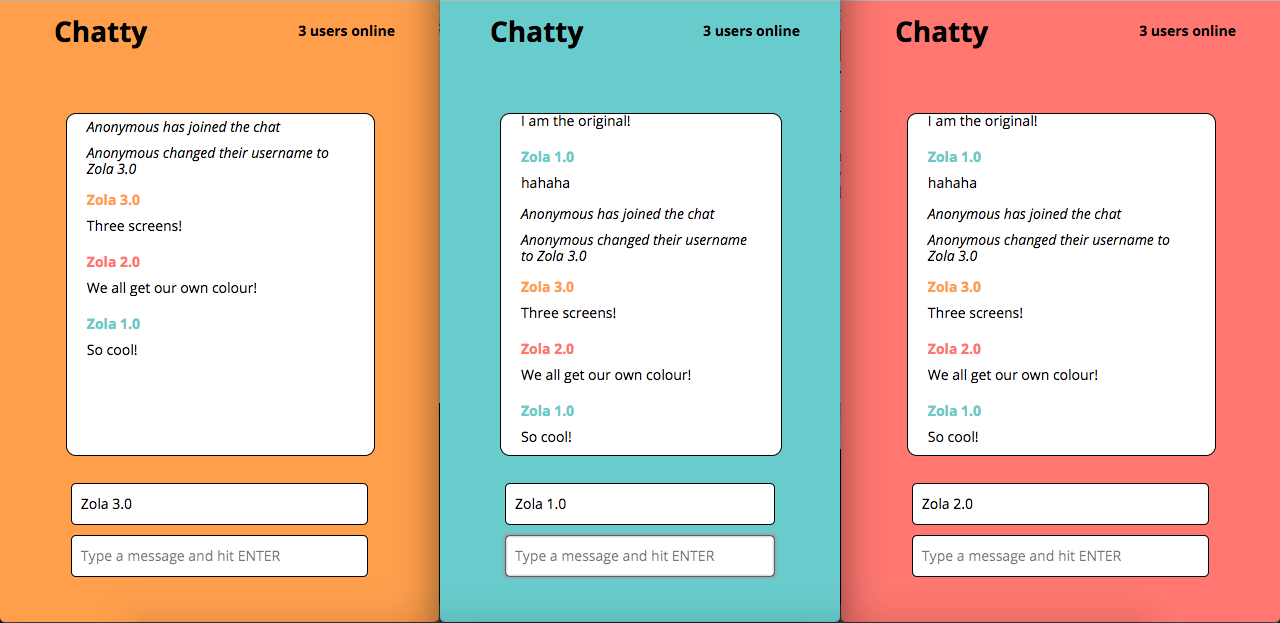 Chatty
3 users online
Anonymous has joined the chat
Anonymous changed their username to
Zola 3.0
Zola 3.0
Three screens!
Zola 2.0
We all get our own colour!
Zola 1.0
So cool!
Zola 3.0
Type a message and hit ENTER
Chatty
3 users online
I am the original!
Zola 1.0
hahaha
Anonymous has joined the chat
Anonymous changed their username
to Zola 3.0
Zola 3.0
Three screens!
Zola 2.0
We all get our own colour!
Zola 1.0
So cool!
Zola 1.0
Type a message and hit ENTER
Chatty
3 users online
I am the original!
Zola 1.0
hahaha
Anonymous has joined the chat
Anonymous changed their username to
Zola 3.0
Zola 3.0
Three screens!
Zola 2.0
We all get our own colour!
Zola 1.0
So cool!
Zola 2.0
Type a message and hit ENTER